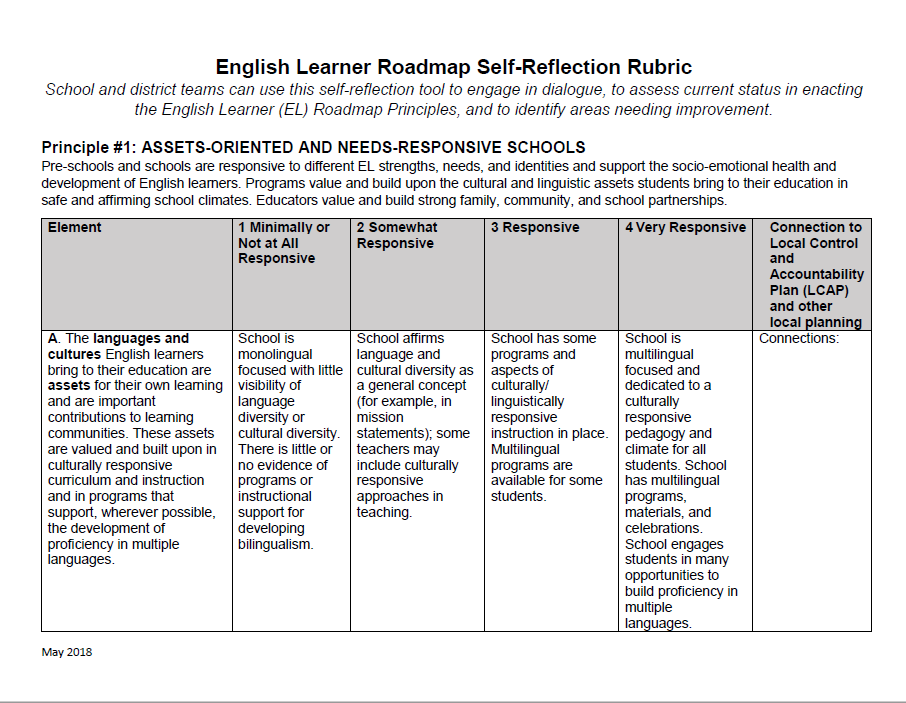 English Learner Roadmap Self-Reflection Rubric
School and district teams can use this self-reflection tool to engage in dialogue, to assess current status in enacting
the English Learner (EL) Roadmap Principles, and to identify areas needing improvement.
Principle #1: ASSETS-ORIENTED AND NEEDS-RESPONSIVE SCHOOLS
Pre-schools and schools are responsive to different EL strengths, needs, and identities and support the socio-emotional health and
development of English learners. Programs value and build upon the cultural and linguistic assets students bring to their education in
safe and affirming school climates. Educators value and build strong family, community, and school partnerships.
Element
1 Minimally or
Not at All
Responsive
2 Somewhat
Responsive
3 Responsive
4 Very Responsive
Connection to
Local Control
and
Accountability
Plan (LCAP)
and other
local planning
A. The languages and
cultures English learners
bring to their education are
assets for their own learning
and are important
contributions to learning
communities. These assets
are valued and built upon in
culturally responsive
curriculum and instruction
and in programs that
support, wherever possible,
the development of
proficiency in multiple
languages.
School is
monolingual
focused with little
visibility of
language
diversity or
cultural diversity.
There is little or
no evidence of
programs or
instructional
support for
developing
bilingualism.
School affirms
language and
cultural diversity as
a general concept
(for example, in
mission
statements); some
teachers may
include culturally
responsive
approaches in
teaching.
School has some
programs and
aspects of
culturally/
linguistically
responsive
instruction in place.
Multilingual
programs are
available for some
students.
School is
multilingual
focused and
dedicated to a
culturally
responsive
pedagogy and
climate for all
students. School
has multilingual
programs,
materials, and
celebrations.
School engages
students in many
opportunities to
build proficiency in
multiple
languages.
Connections:
May 2018